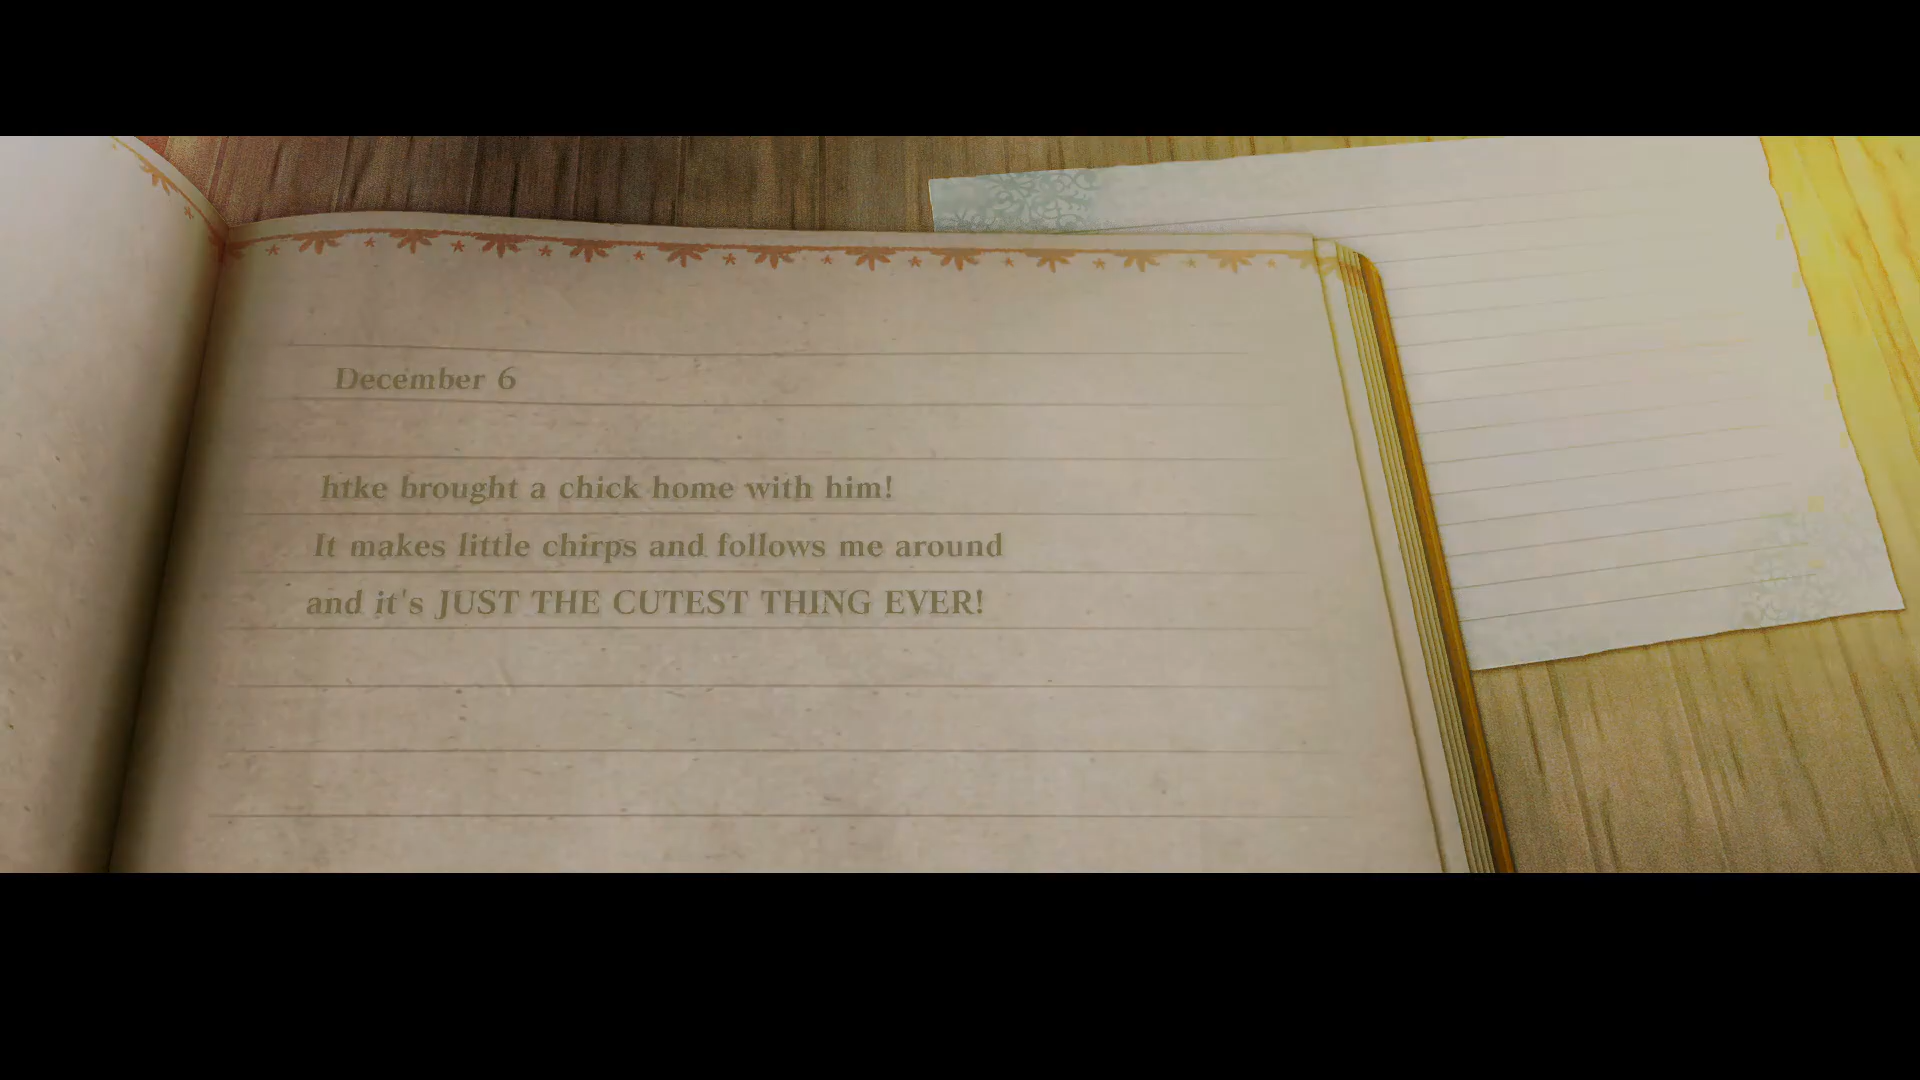 December 6
htke brought a chick home with him!
It makes little chirps and follows me around
and it's JUST THE CUTEST THING EVER!